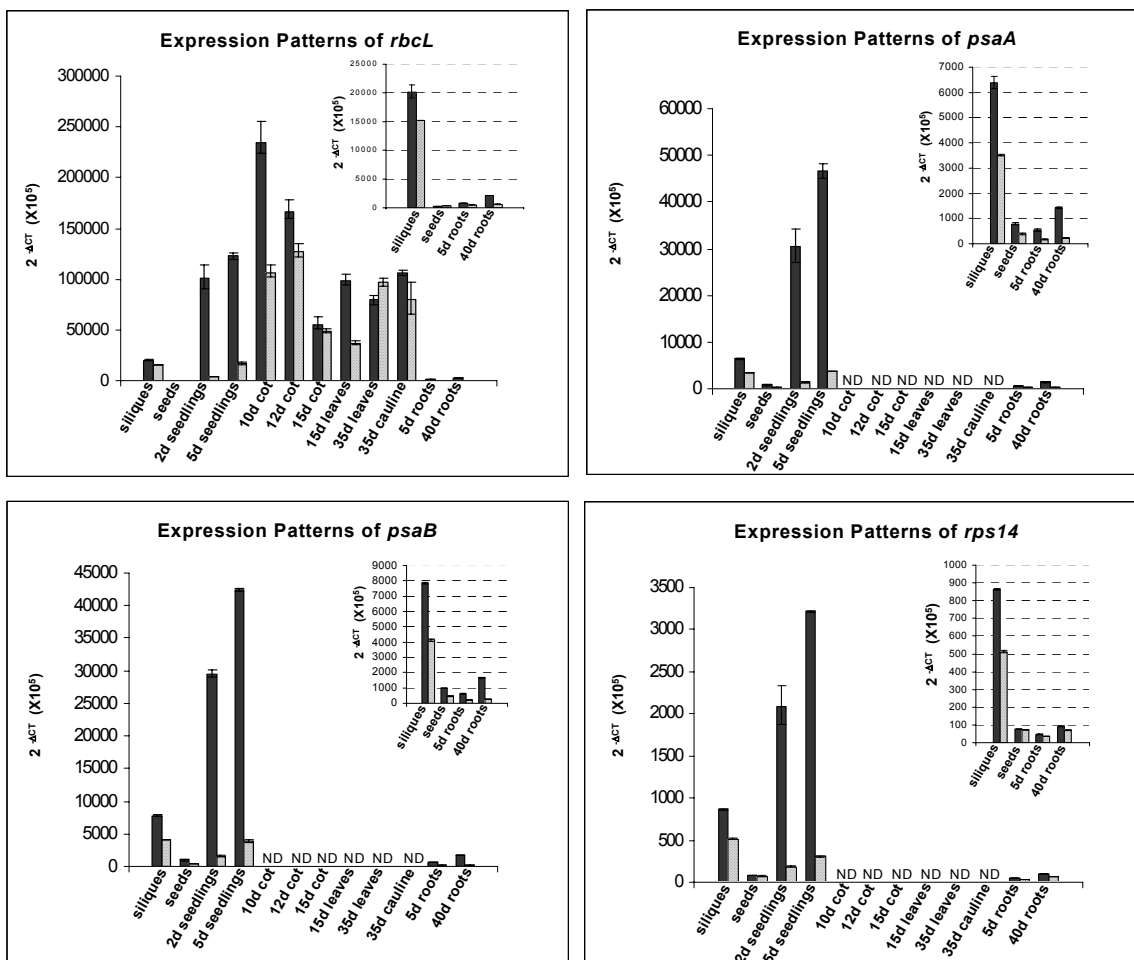 Expression Patterns of rbcL
2 -ΔCT (X10⁵)
300000
250000
200000
150000
100000
50000
0
siliques
seeds
2d seedlings
5d seedlings
10d cot
12d cot
15d cot
15d leaves
35d leaves
35d cauline
5d roots
40d roots
2 -ΔCT (X10⁵)
25000
20000
15000
10000
5000
0
siliques
seeds
5d roots
40d roots
Expression Patterns of psaA
2 -ΔCT (X10⁵)
60000
50000
40000
30000
20000
10000
0
ND ND ND ND ND ND
siliques
seeds
2d seedlings
5d seedlings
10d cot
12d cot
15d cot
15d leaves
35d leaves
35d cauline
5d roots
40d roots
2 -ΔCT (X10⁵)
7000
6000
5000
4000
3000
2000
1000
0
siliques
seeds
5d roots
40d roots
Expression Patterns of psaB
2 -ΔCT (X10⁵)
45000
40000
35000
30000
25000
20000
15000
10000
5000
0
ND ND ND ND ND ND
siliques
seeds
2d seedlings
5d seedlings
10d cot
12d cot
15d cot
15d leaves
35d leaves
35d cauline
5d roots
40d roots
2 -ΔCT (X10⁵)
9000
8000
7000
6000
5000
4000
3000
2000
1000
0
siliques
seeds
5d roots
40d roots
Expression Patterns of rps14
2 -ΔCT (X10⁵)
3500
3000
2500
2000
1500
1000
500
0
ND ND ND ND ND ND
siliques
seeds
2d seedlings
5d seedlings
10d cot
12d cot
15d cot
15d leaves
35d leaves
35d cauline
5d roots
40d roots
2 -ΔCT (X10⁵)
1000
900
800
700
600
500
400
300
200
100
0
siliques
seeds
5d roots
40d roots